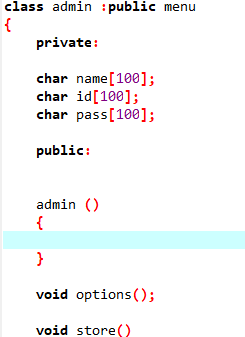 class admin :public menu
{
private:
char name[100];
char id[100];
char pass[100];
public:
admin ()
{
}
void options();
void store()